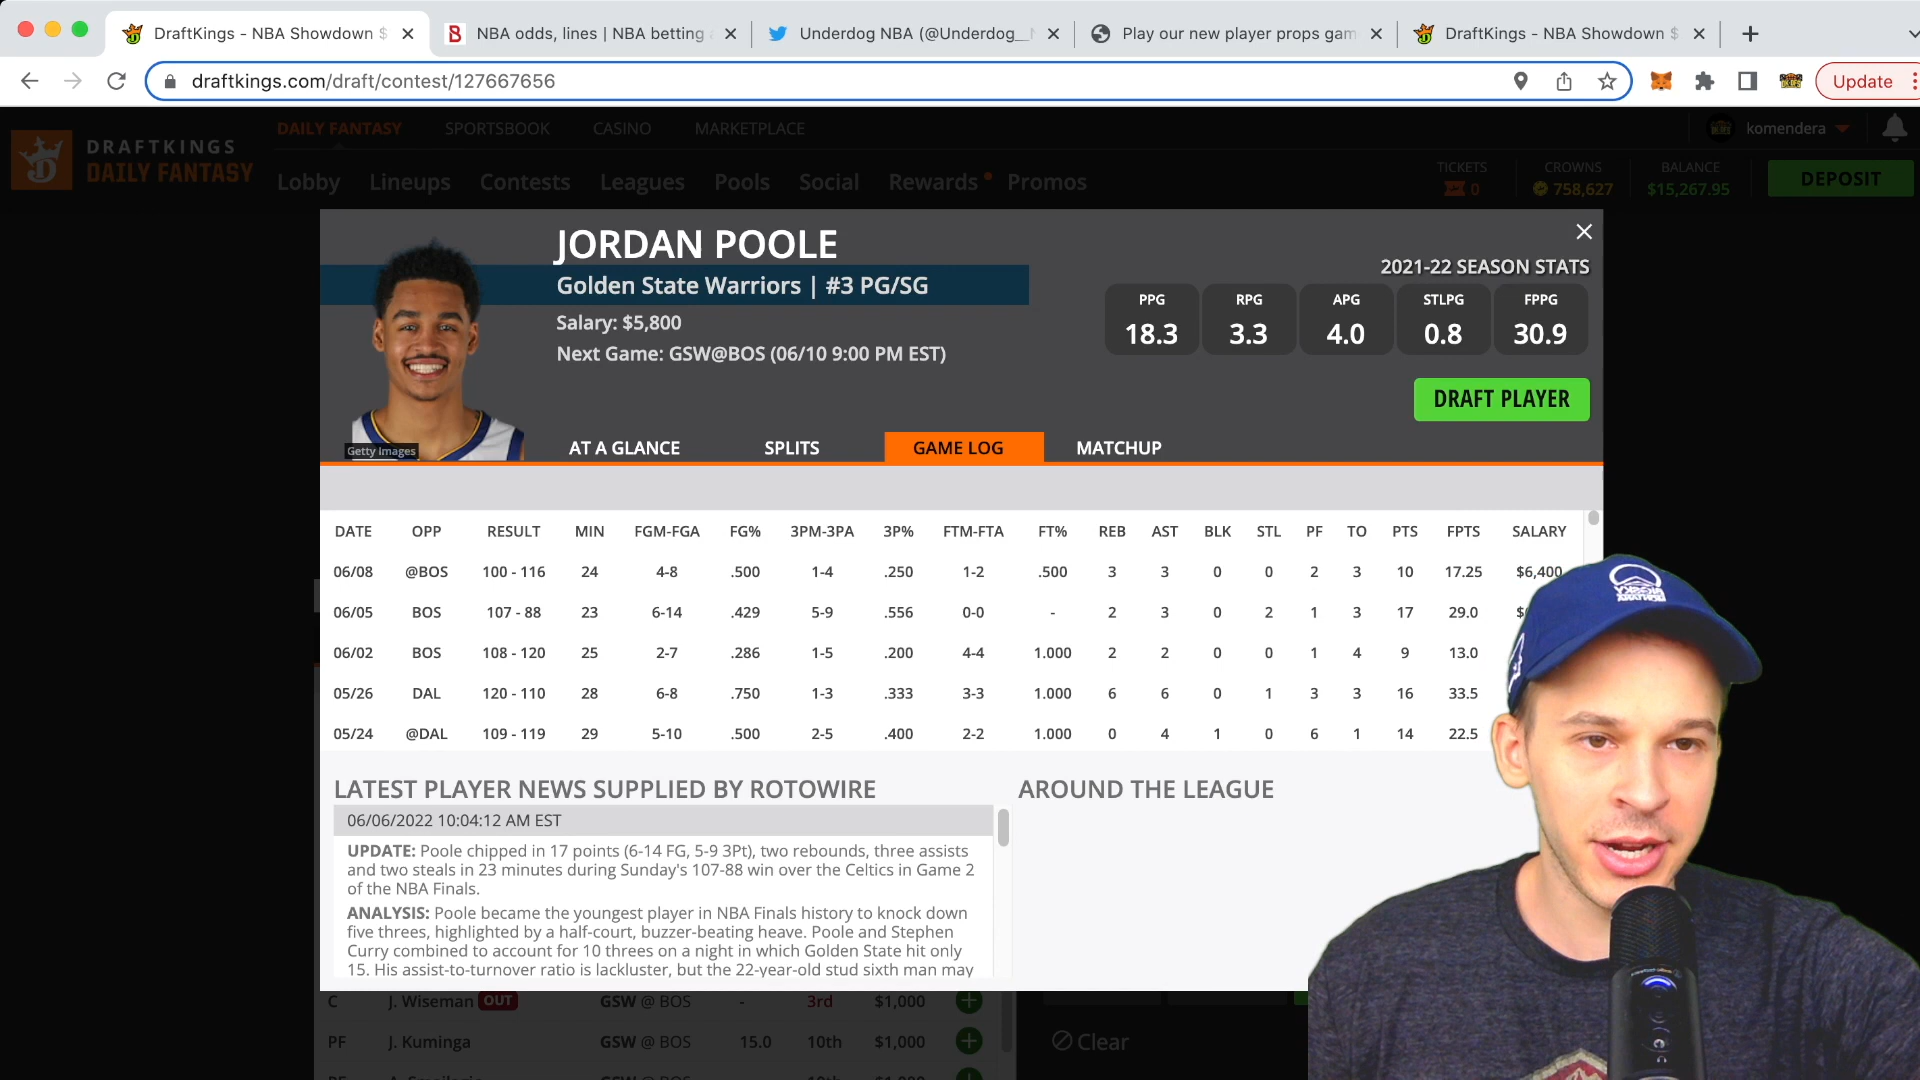 DraftKings - NBA Showdown $
NBA odds, lines | NBA betting
Underdog NBA (@Underdog__
Play our new player props gam
DraftKings - NBA Showdown $
draftkings.com/draft/contest/127667656
Update
DRAFTKINGS
DAILY FANTASY
DAILY FANTASY SPORTSBOOK CASINO MARKETPLACE
komendera
Lobby Lineups Contests Leagues Pools Social Rewards Promos
TICKETS 0
CROWNS 758,627
BALANCE $15,267.95
DEPOSIT
JORDAN POOLE
Golden State Warriors | #3 PG/SG
Salary: $5,800
Next Game: GSW@BOS (06/10 9:00 PM EST)
2021-22 SEASON STATS
PPG RPG APG STLPG FPPG
18.3 3.3 4.0 0.8 30.9
DRAFT PLAYER
Getty Images
AT A GLANCE SPLITS GAME LOG MATCHUP
DATE OPP RESULT MIN FGM-FGA FG% 3PM-3PA 3P% FTM-FTA FT% REB AST BLK STL PF TO PTS FPTS SALARY
06/08 @BOS 100 - 116 24 4-8 .500 1-4 .250 1-2 .500 3 3 0 0 2 3 10 17.25 $6,400
06/05 BOS 107 - 88 23 6-14 .429 5-9 .556 0-0 - 2 3 0 2 1 3 17 29.0
06/02 BOS 108 - 120 25 2-7 .286 1-5 .200 4-4 1.000 2 2 0 0 1 4 9 13.0
05/26 DAL 120 - 110 28 6-8 .750 1-3 .333 3-3 1.000 6 6 0 1 3 3 16 33.5
05/24 @DAL 109 - 119 29 5-10 .500 2-5 .400 2-2 1.000 0 4 1 0 6 1 14 22.5
LATEST PLAYER NEWS SUPPLIED BY ROTOWIRE
AROUND THE LEAGUE
06/06/2022 10:04:12 AM EST
UPDATE: Poole chipped in 17 points (6-14 FG, 5-9 3Pt), two rebounds, three assists
and two steals in 23 minutes during Sunday's 107-88 win over the Celtics in Game 2
of the NBA Finals.
ANALYSIS: Poole became the youngest player in NBA Finals history to knock down
five threes, highlighted by a half-court, buzzer-beating heave. Poole and Stephen
Curry combined to account for 10 threes on a night in which Golden State hit only
15. His assist-to-turnover ratio is lackluster, but the 22-year-old stud sixth man may
C J. Wiseman OUT GSW @ BOS - 3rd $1,000
PF J. Kuminga GSW @ BOS 15.0 10th $1,000
Clear